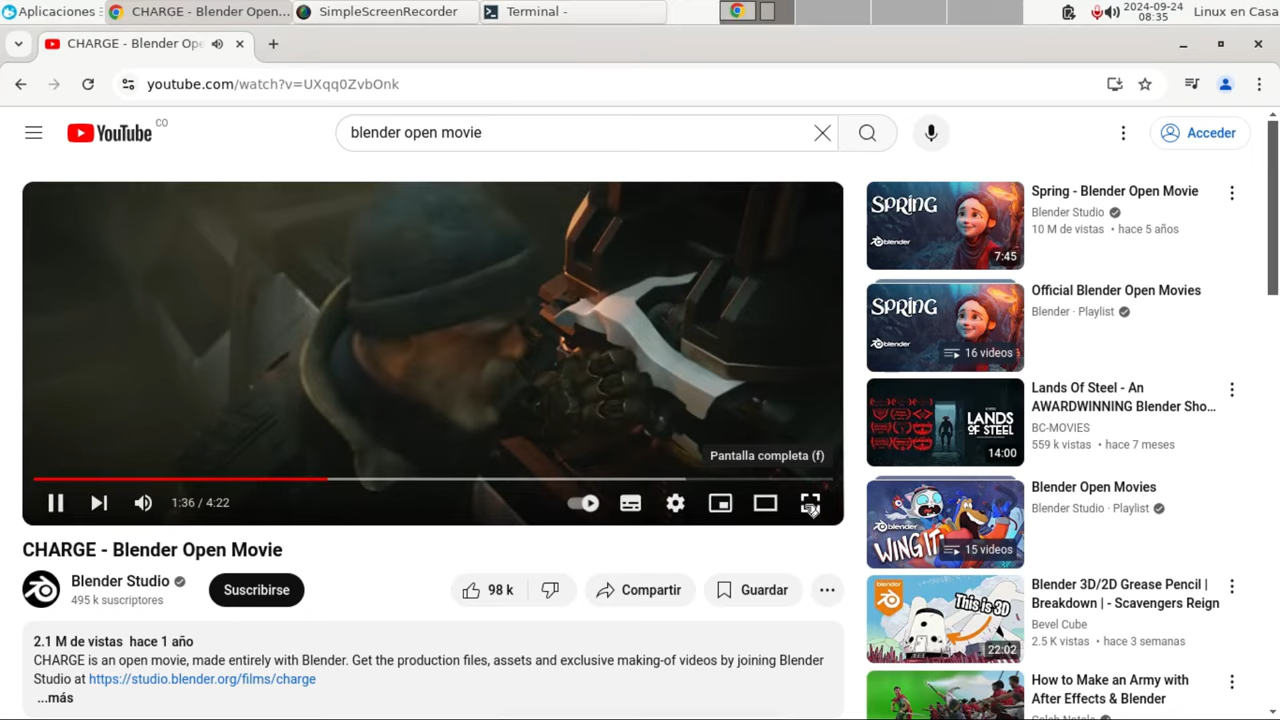 Aplicaciones
CHARGE - Blender Open...
SimpleScreenRecorder
Terminal -
2024-09-24
08:35
Linux en Casa
CHARGE - Blender Ope
youtube.com/watch?v=UXqq0ZvbOnk
YouTube CO
blender open movie
Acceder
Pantalla completa (f)
1:36 / 4:22
CHARGE - Blender Open Movie
Blender Studio
495 k suscriptores
Suscribirse
98 k
Compartir
Guardar
2.1 M de vistas hace 1 año
CHARGE is an open movie, made entirely with Blender. Get the production files, assets and exclusive making-of videos by joining Blender
Studio at https://studio.blender.org/films/charge
...más
SPRING
blender
7:45
Spring - Blender Open Movie
Blender Studio
10 M de vistas • hace 5 años
SPRING
blender
16 videos
Official Blender Open Movies
Blender · Playlist
LANDS
OF STEEL
14:00
Lands Of Steel - An
AWARDWINNING Blender Sho...
BC-MOVIES
559 k vistas • hace 7 meses
blender
WING IT!
15 videos
Blender Open Movies
Blender Studio · Playlist
This is 3D
22:02
Blender 3D/2D Grease Pencil |
Breakdown | - Scavengers Reign
Bevel Cube
2.5 K vistas • hace 3 semanas
How to Make an Army with
After Effects & Blender